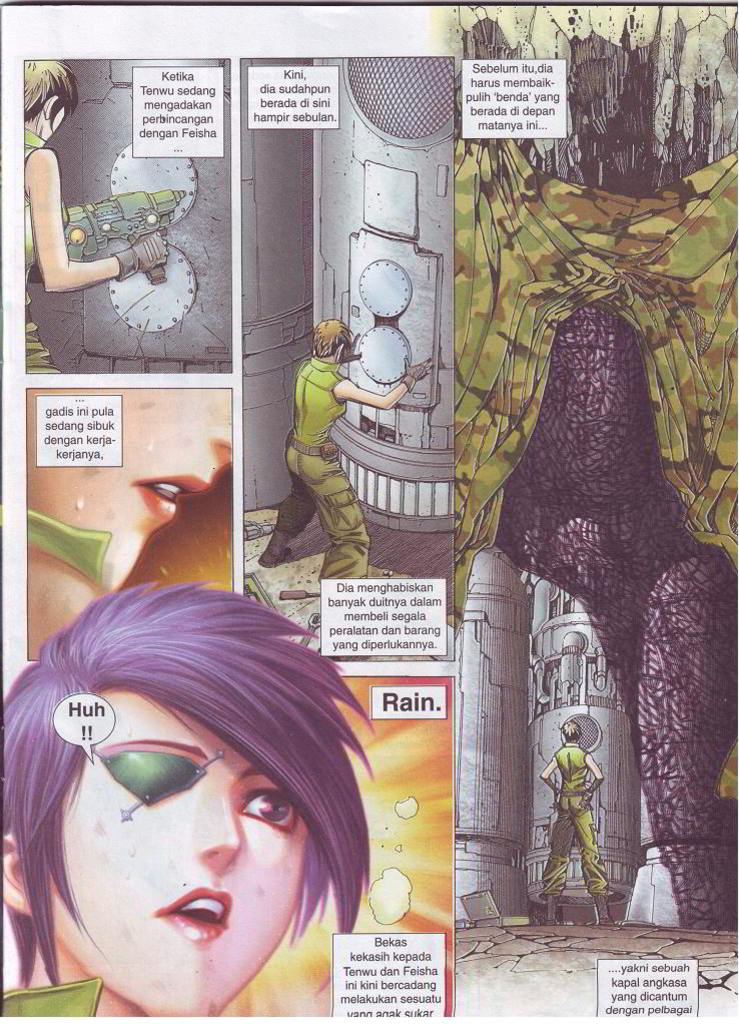 Ketika
Tenwu sedang
mengadakan
perbincangan
dengan Feisha
...
Kini,
dia sudahpun
berada di sini
hampir sebulan.
Sebelum itu,dia
harus membaik-
pulih 'benda' yang
berada di depan
matanya ini...
...
gadis ini pula
sedang sibuk
dengan kerja-
kerjanya,
Dia menghabiskan
banyak duitnya dalam
membeli segala
peralatan dan barang
yang diperlukannya.
Rain.
Huh
!!
Bekas
kekasih kepada
Tenwu dan Feisha
ini kini bercadang
melakukan sesuatu
yang agak sukar
....yakni sebuah
kapal angkasa
yang dicantum
dengan pelbagai